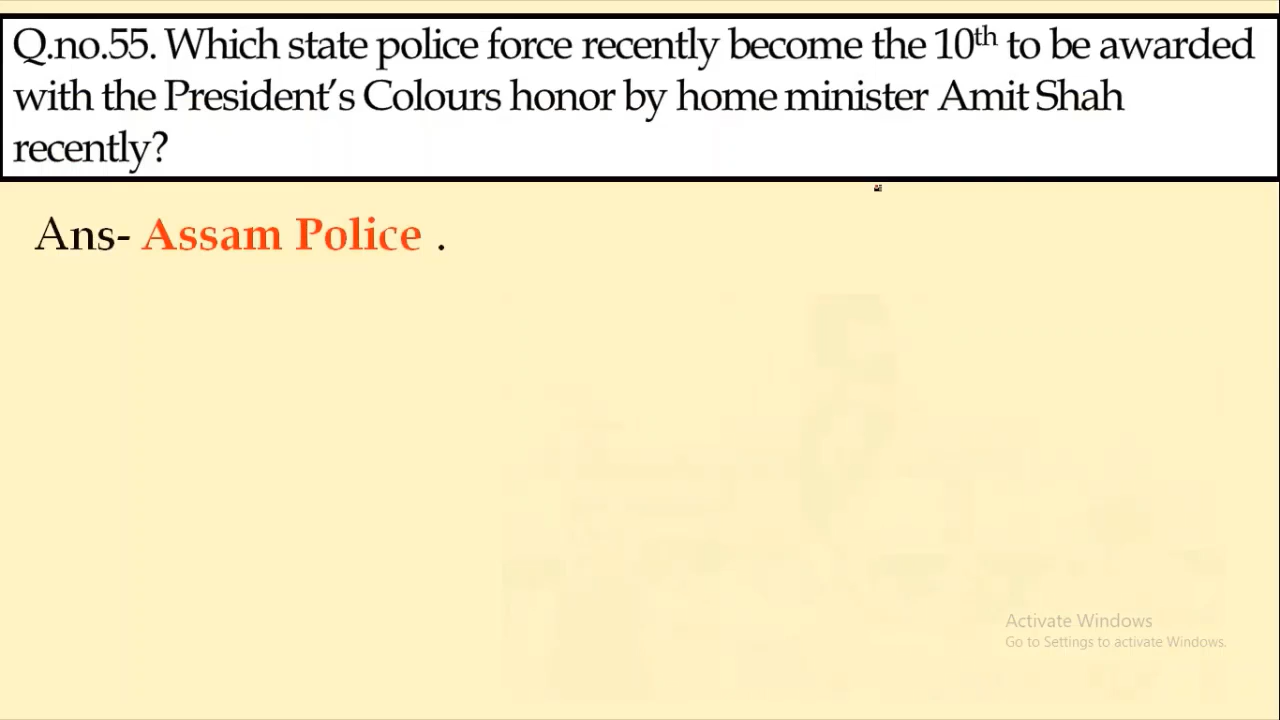 Q.no.55. Which state police force recently become the 10th to be awarded
with the President's Colours honor by home minister Amit Shah
recently?
Ans- Assam Police .
Activate Windows
Go to Settings to activate Windows.